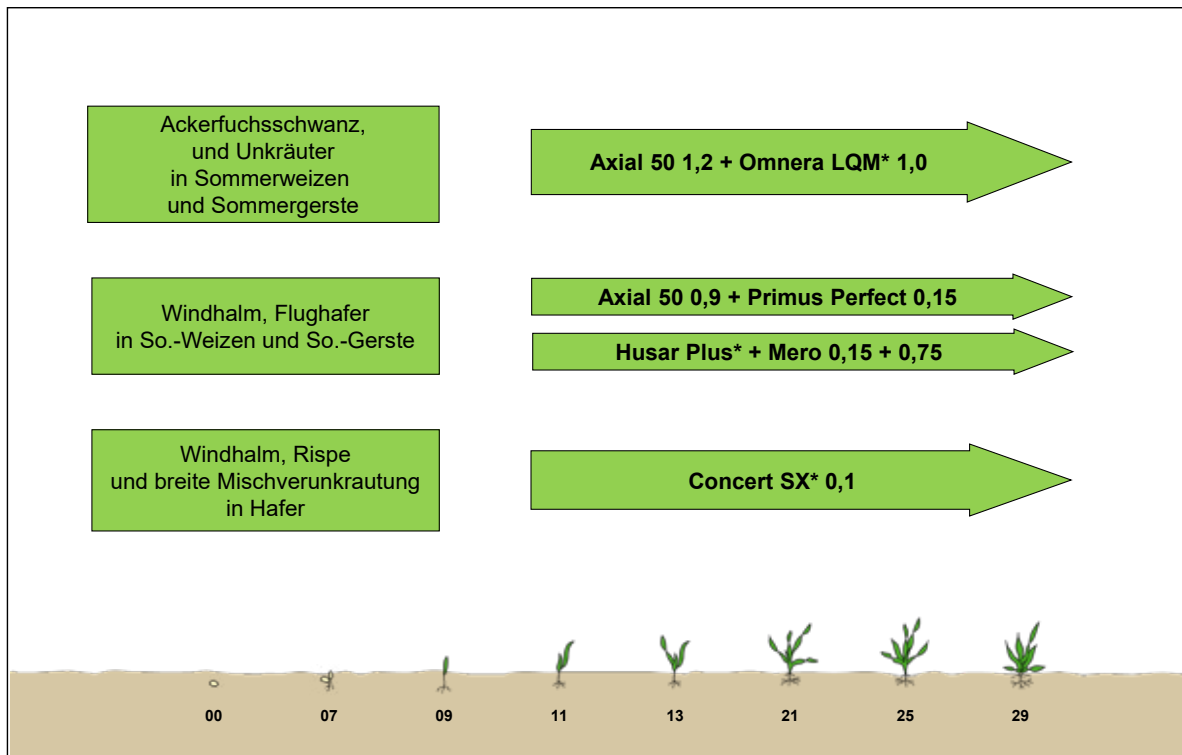 Ackerfuchsschwanz,
und Unkräuter
in Sommerweizen
und Sommergerste
Axial 50 1,2 + Omnera LQM* 1,0
Windhalm, Flughafer
in So.-Weizen und So.-Gerste
Axial 50 0,9 + Primus Perfect 0,15
Husar Plus* + Mero 0,15 + 0,75
Windhalm, Rispe
und breite Mischverunkrautung
in Hafer
Concert SX* 0,1
00 07 09 11 13 21 25 29